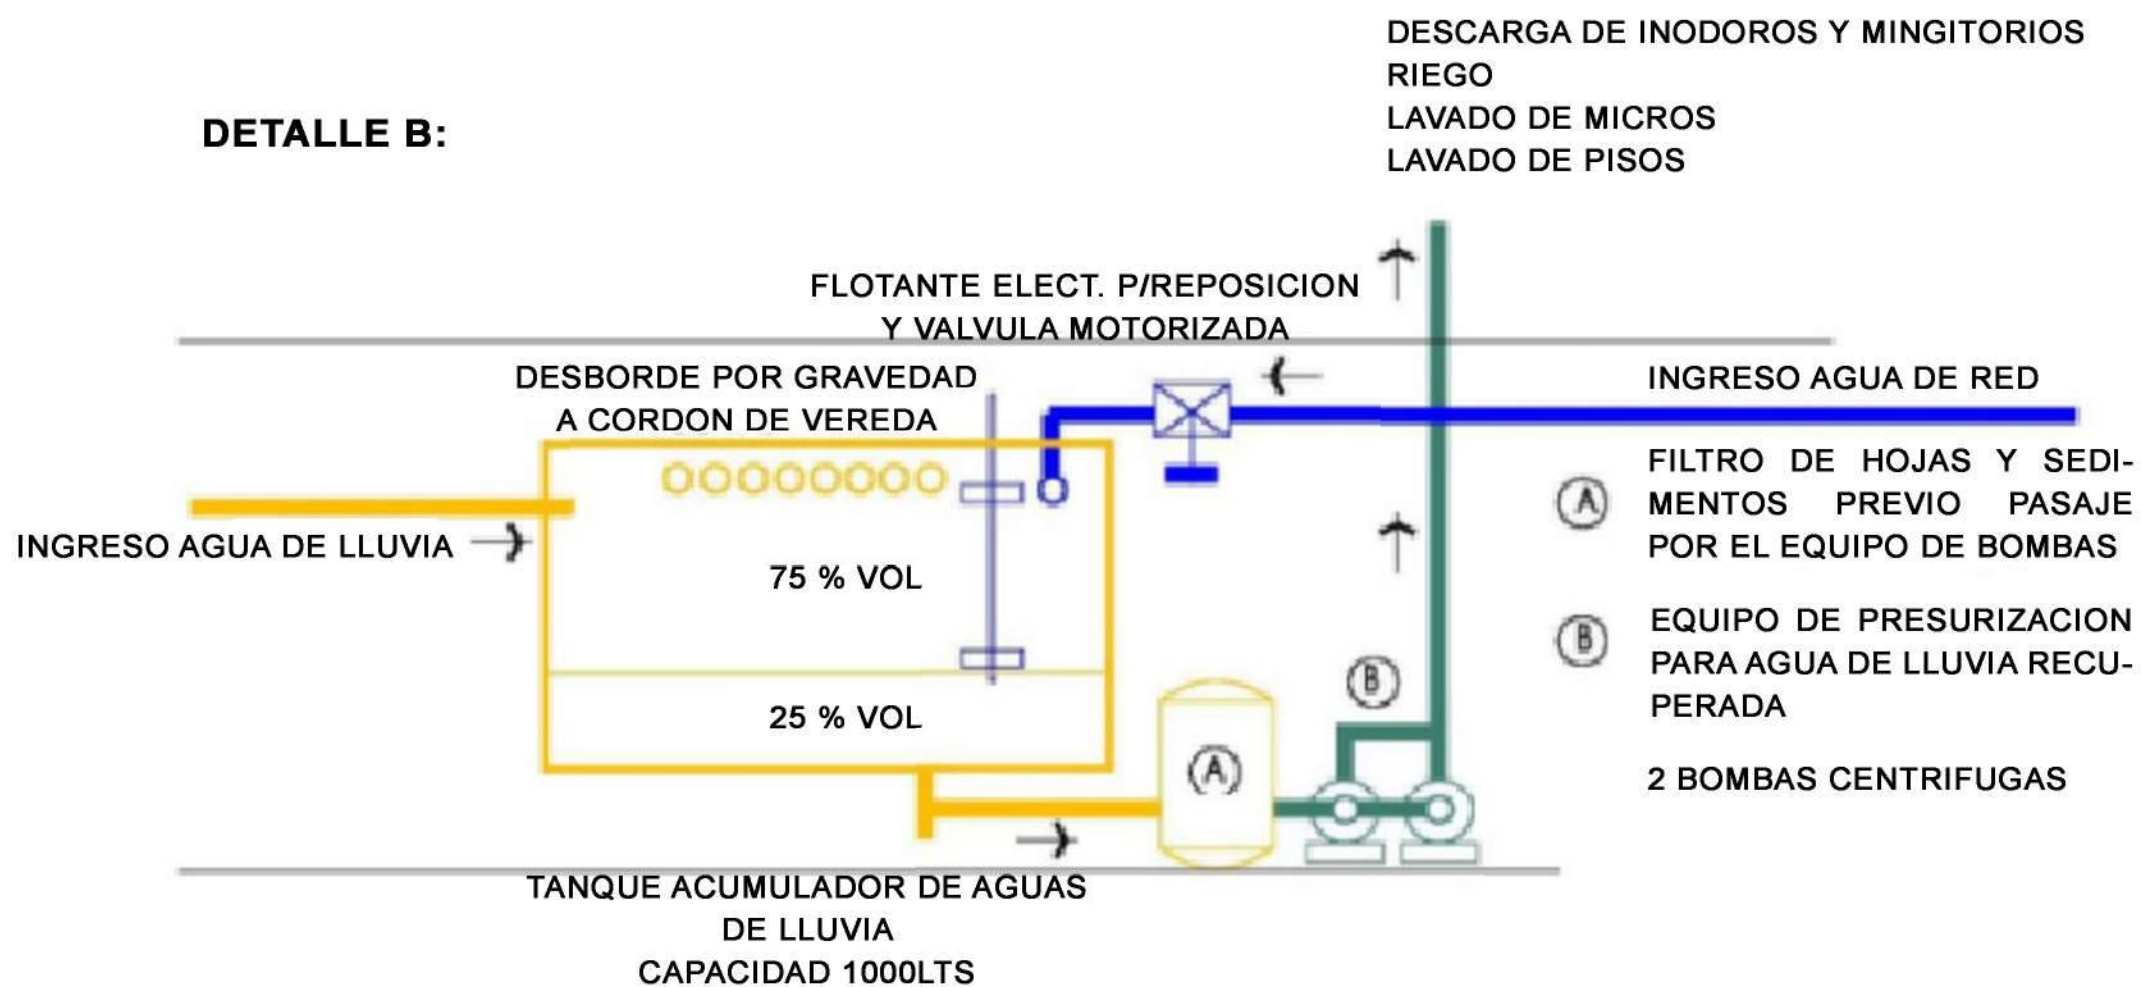 DESCARGA DE INODOROS Y MINGITORIOS
RIEGO
LAVADO DE MICROS
LAVADO DE PISOS
DETALLE B:
FLOTANTE ELECT. P/REPOSICION
Y VALVULA MOTORIZADA
DESBORDE POR GRAVEDAD
A CORDON DE VEREDA
INGRESO AGUA DE RED
INGRESO AGUA DE LLUVIA
75 % VOL
25 % VOL
A
FILTRO DE HOJAS Y SEDI-
MENTOS PREVIO PASAJE
POR EL EQUIPO DE BOMBAS
B
EQUIPO DE PRESURIZACION
PARA AGUA DE LLUVIA RECU-
PERADA
2 BOMBAS CENTRIFUGAS
B
A
TANQUE ACUMULADOR DE AGUAS
DE LLUVIA
CAPACIDAD 1000LTS